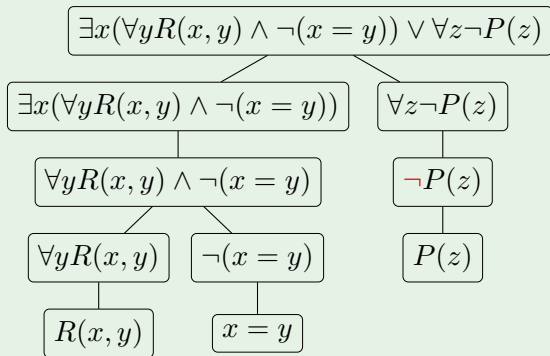 ∃x(∀yR(x, y) ∧ ¬(x = y)) ∨ ∀z¬P(z)
∃x(∀yR(x, y) ∧ ¬(x = y)) ∀z¬P(z)
∀yR(x, y) ∧ ¬(x = y) ¬P(z)
∀yR(x, y) ¬(x = y) P(z)
R(x, y) x = y